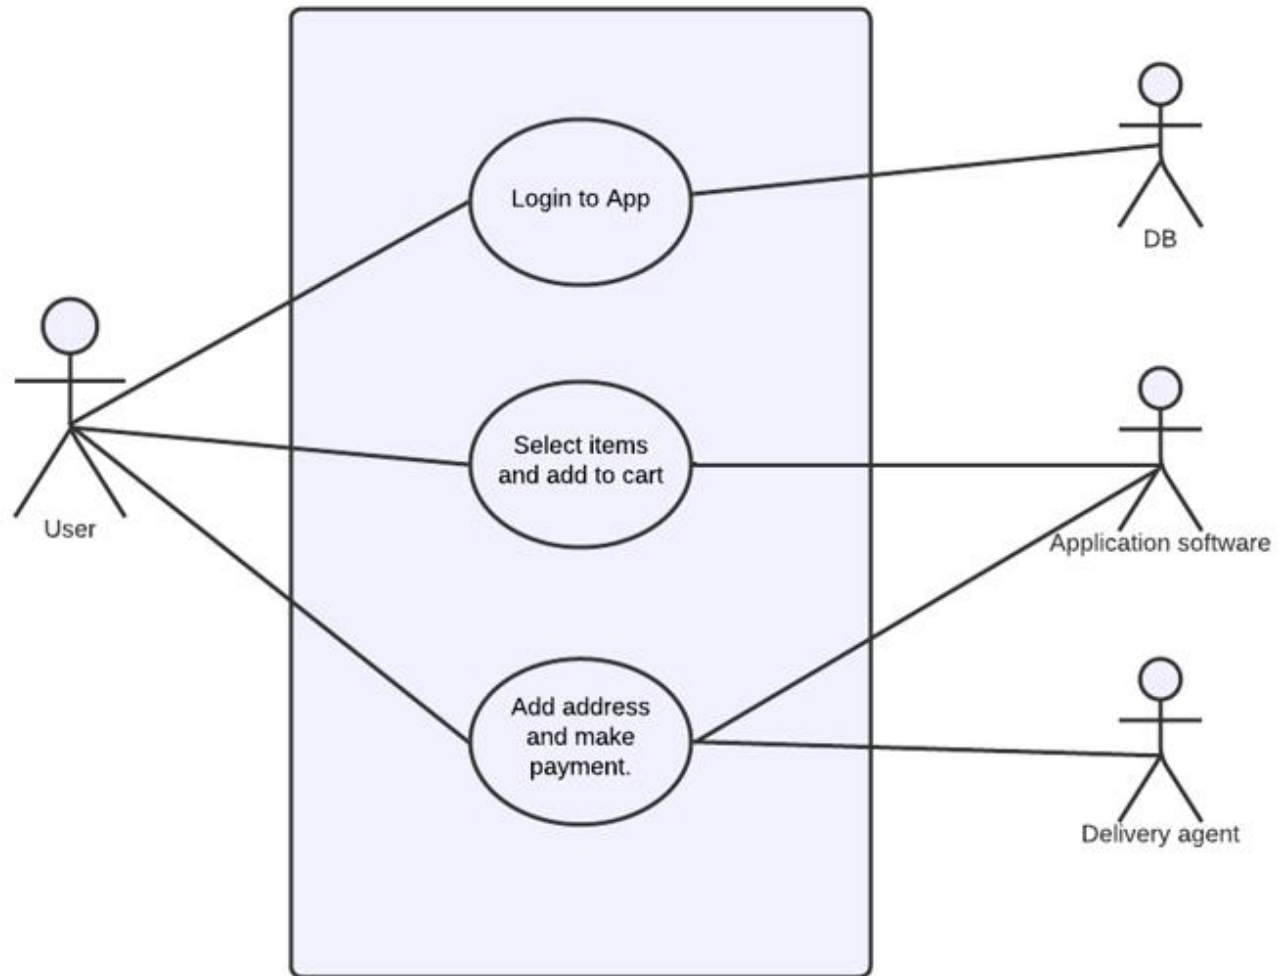 Login to App
DB
Select items
and add to cart
User
Application software
Add address
and make
payment.
Delivery agent